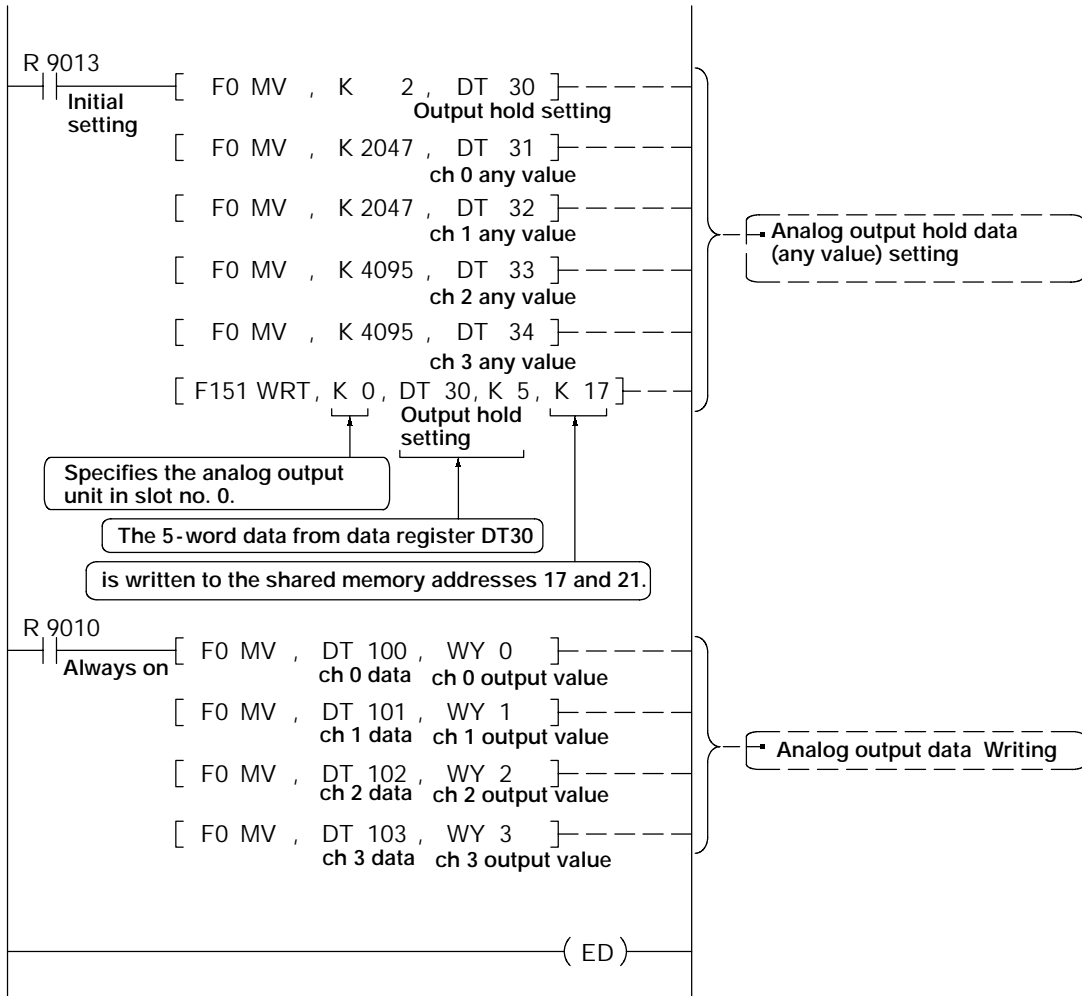 R 9013
[ F0 MV , K 2 , DT 30 ]
Initial
setting
Output hold setting
[ F0 MV , K 2047 , DT 31 ]
ch 0 any value
[ F0 MV , K 2047 , DT 32 ]
ch 1 any value
Analog output hold data
(any value) setting
[ F0 MV , K 4095 , DT 33 ]
ch 2 any value
[ F0 MV , K 4095 , DT 34 ]
ch 3 any value
[ F151 WRT, K 0, DT 30, K 5, K 17]
Output hold
setting
Specifies the analog output
unit in slot no. 0.
The 5-word data from data register DT30
is written to the shared memory addresses 17 and 21.
R 9010
[ F0 MV , DT 100 , WY 0 ]
Always on
ch 0 data ch 0 output value
[ F0 MV , DT 101 , WY 1 ]
ch 1 data ch 1 output value
Analog output data Writing
[ F0 MV , DT 102 , WY 2 ]
ch 2 data ch 2 output value
[ F0 MV , DT 103 , WY 3 ]
ch 3 data ch 3 output value
( ED )